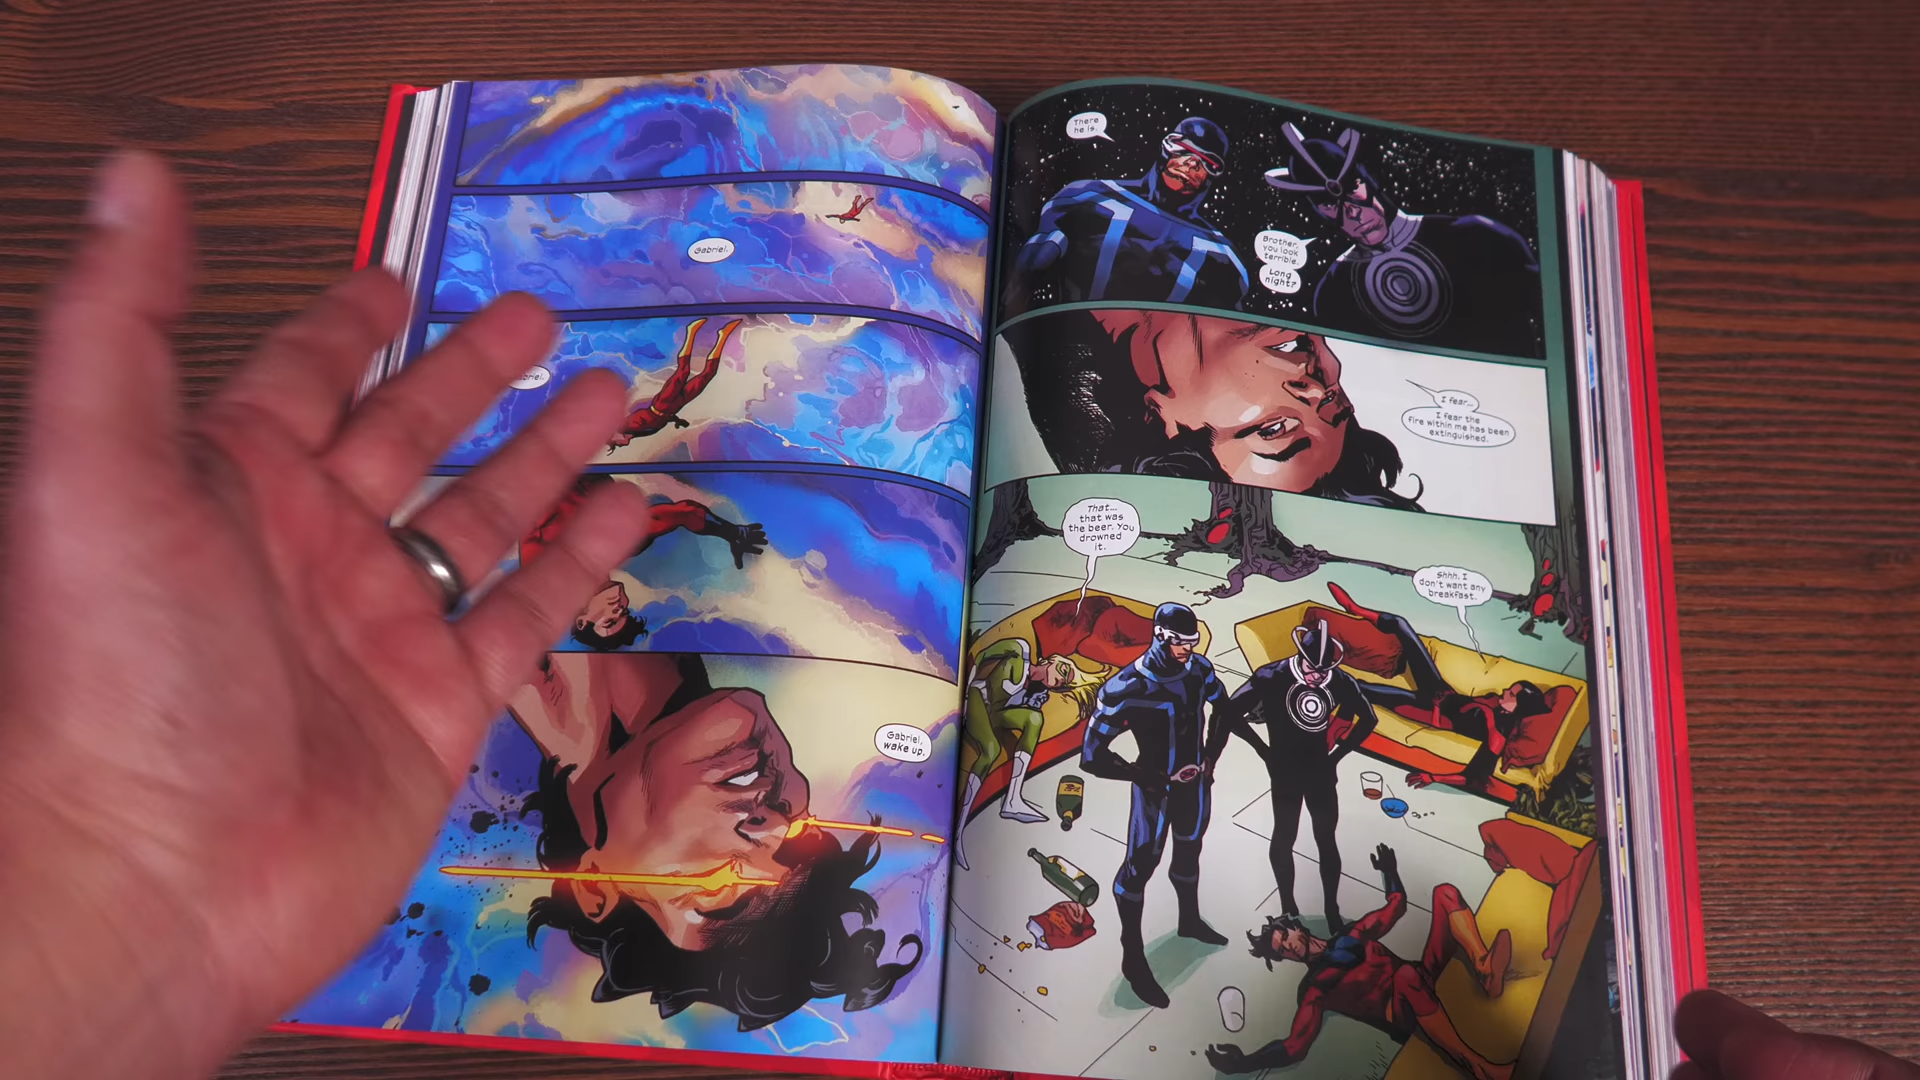 Gabriel.
Gabriel,
wake up.
There
he is.
Brother,
you look
terrible.
Long
night?
I fear...
I fear the
fire within me has been
extinguished.
That...
that was
the beer. You
drowned
it.
Shhh. I
don't want any
breakfast.